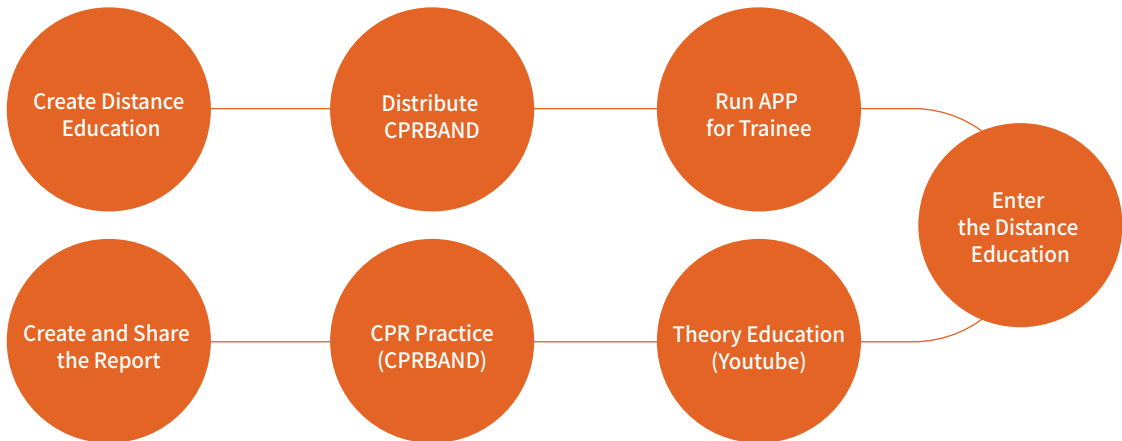 Create Distance
Education
Distribute
CPRBAND
Run APP
for Trainee
Enter
the Distance
Education
Theory Education
(Youtube)
CPR Practice
(CPRBAND)
Create and Share
the Report